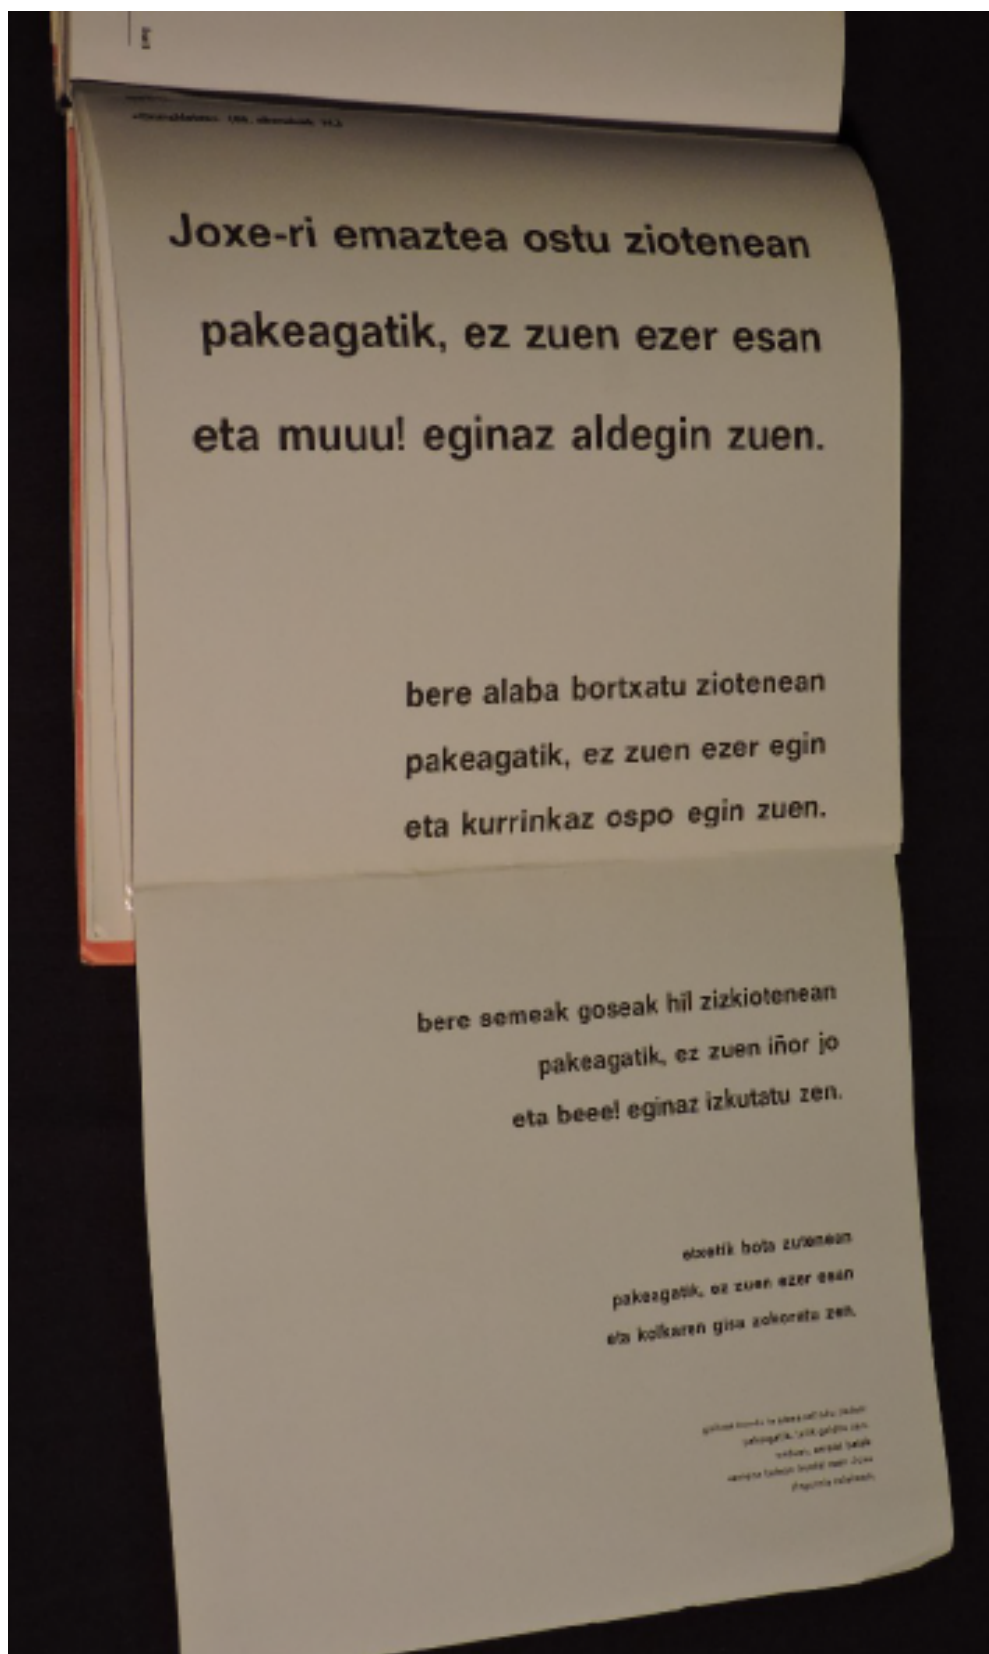 Joxe-ri emaztea ostu ziotenean
pakeagatik, ez zuen ezer esan
eta muuu! eginaz aldegin zuen.
bere alaba bortxatu ziotenean
pakeagatik, ez zuen ezer egin
eta kurrinkaz ospo egin zuen.
bere semeak goseak hil zizkiotenean
pakeagatik, ez zuen iñor jo
eta beee! eginaz izkutatu zen.
etxetik bota zutenean
pakeagatik, ez zuen ezer esan
eta kolkaren gisa zokoratu zen.